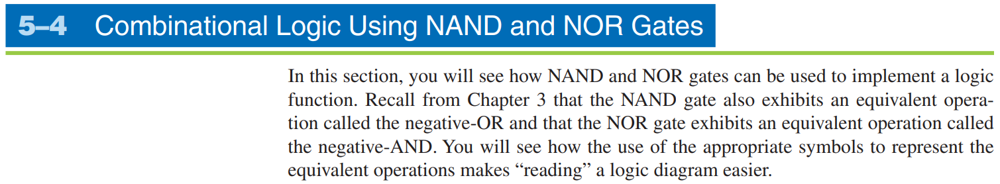 5–4 Combinational Logic Using NAND and NOR Gates
In this section, you will see how NAND and NOR gates can be used to implement a logic
function. Recall from Chapter 3 that the NAND gate also exhibits an equivalent opera-
tion called the negative-OR and that the NOR gate exhibits an equivalent operation called
the negative-AND. You will see how the use of the appropriate symbols to represent the
equivalent operations makes “reading” a logic diagram easier.